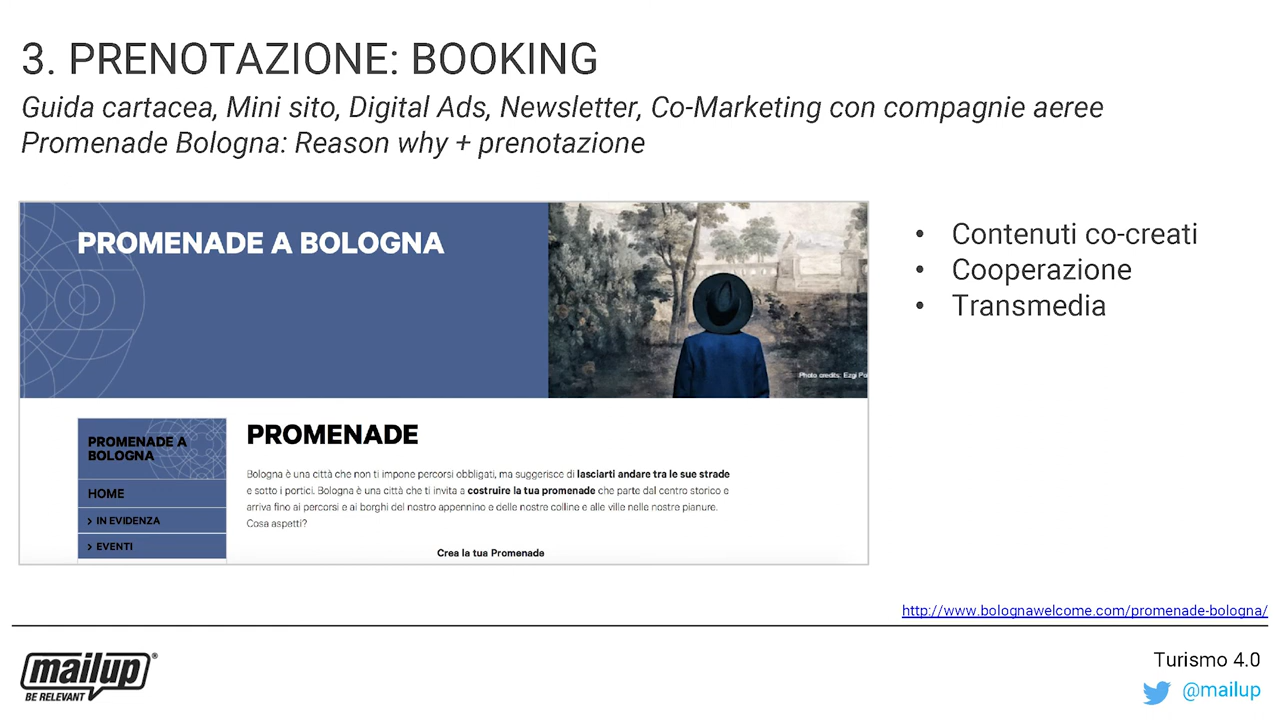 3. PRENOTAZIONE: BOOKING
Guida cartacea, Mini sito, Digital Ads, Newsletter, Co-Marketing con compagnie aeree
Promenade Bologna: Reason why + prenotazione
PROMENADE A BOLOGNA
Photo credits: Ezgi
• Contenuti co-creati
• Cooperazione
• Transmedia
PROMENADE A
BOLOGNA
HOME
> IN EVIDENZA
> EVENTI
PROMENADE
Bologna è una città che non ti impone percorsi obbligati, ma suggerisce di lasciarti andare tra le sue strade
e sotto i portici. Bologna è una città che ti invita a costruire la tua promenade che parte dal centro storico e
arriva fino ai percorsi e ai borghi del nostro appennino e delle nostre colline e alle ville nelle nostre pianure.
Cosa aspetti?
Crea la tua Promenade
http://www.bolognawelcome.com/promenade-bologna/
mailup®
BE RELEVANT
Turismo 4.0
@mailup